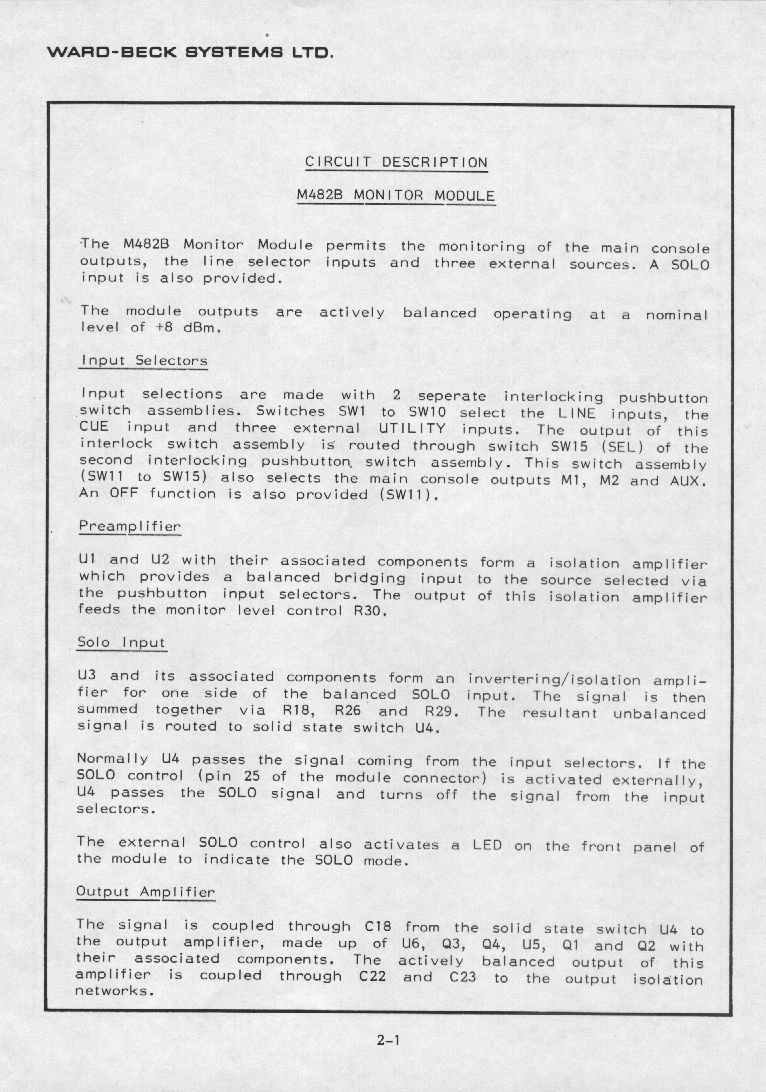 WARD-BECK SYSTEMS LTD.
CIRCUIT DESCRIPTION
M482B MONITOR MODULE
The M482B Monitor Module permits the monitoring of the main console
outputs, the line selector inputs and three external sources. A SOLO
input is also provided.
The module outputs are actively balanced operating at a nominal
level of +8 dBm.
Input Selectors
Input selections are made with 2 seperate interlocking pushbutton
switch assemblies. Switches SW1 to SW10 select the LINE inputs, the
CUE input and three external UTILITY inputs. The output of this
interlock switch assembly is routed through switch SW15 (SEL) of the
second interlocking pushbutton switch assembly. This switch assembly
(SW11 to SW15) also selects the main console outputs M1, M2 and AUX.
An OFF function is also provided (SW11).
Preamplifier
U1 and U2 with their associated components form a isolation amplifier
which provides a balanced bridging input to the source selected via
the pushbutton input selectors. The output of this isolation amplifier
feeds the monitor level control R30.
Solo Input
U3 and its associated components form an invertering/isolation ampli-
fier for one side of the balanced SOLO input. The signal is then
summed together via R18, R26 and R29. The resultant unbalanced
signal is routed to solid state switch U4.
Normally U4 passes the signal coming from the input selectors. If the
SOLO control (pin 25 of the module connector) is activated externally,
U4 passes the SOLO signal and turns off the signal from the input
selectors.
The external SOLO control also activates a LED on the front panel of
the module to indicate the SOLO mode.
Output Amplifier
The signal is coupled through C18 from the solid state switch U4 to
the output amplifier, made up of U6, Q3, Q4, U5, Q1 and Q2 with
their associated components. The actively balanced output of this
amplifier is coupled through C22 and C23 to the output isolation
networks.
2-1